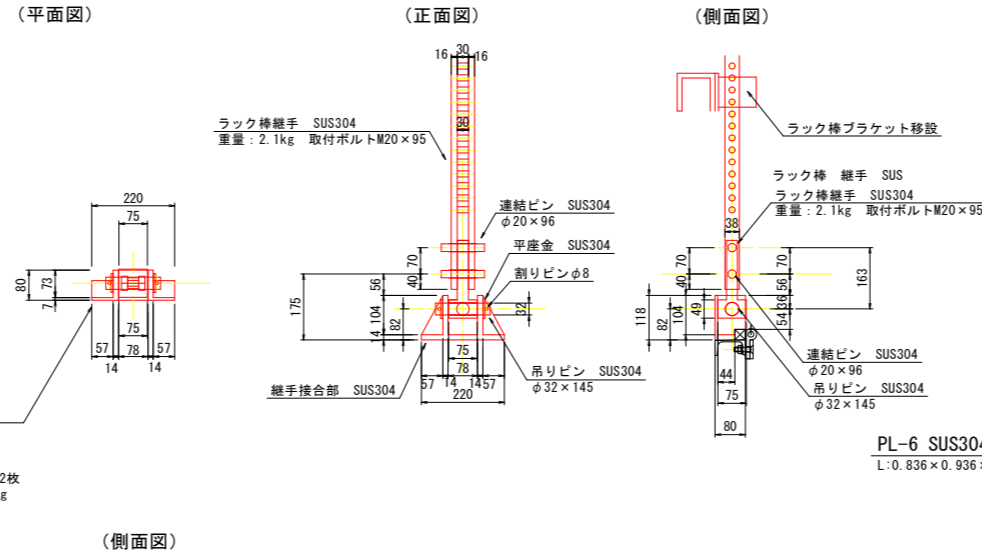 (平面図)
220
75
80
73
7
75
57
78
57
14
14
2枚
g
(側面図)
(正面図)
16
30
16
30
ラック棒継手 SUS304
重量：2.1kg 取付ボルトM20×95
連結ピン SUS304
φ20×96
平座金 SUS304
割りピンφ8
70
56
40
175
104
82
14
32
75
78
57
14
14
57
220
継手接合部 SUS304
吊りピン SUS304
φ32×145
(側面図)
ラック棒ブラケット移設
ラック棒 継手 SUS
ラック棒継手 SUS304
重量：2.1kg 取付ボルトM20×95
38
70
40
70
56
163
36
54
49
104
82
118
44
75
80
連結ピン SUS304
φ20×96
吊りピン SUS304
φ32×145
PL-6 SUS304
L:0.836×0.936×